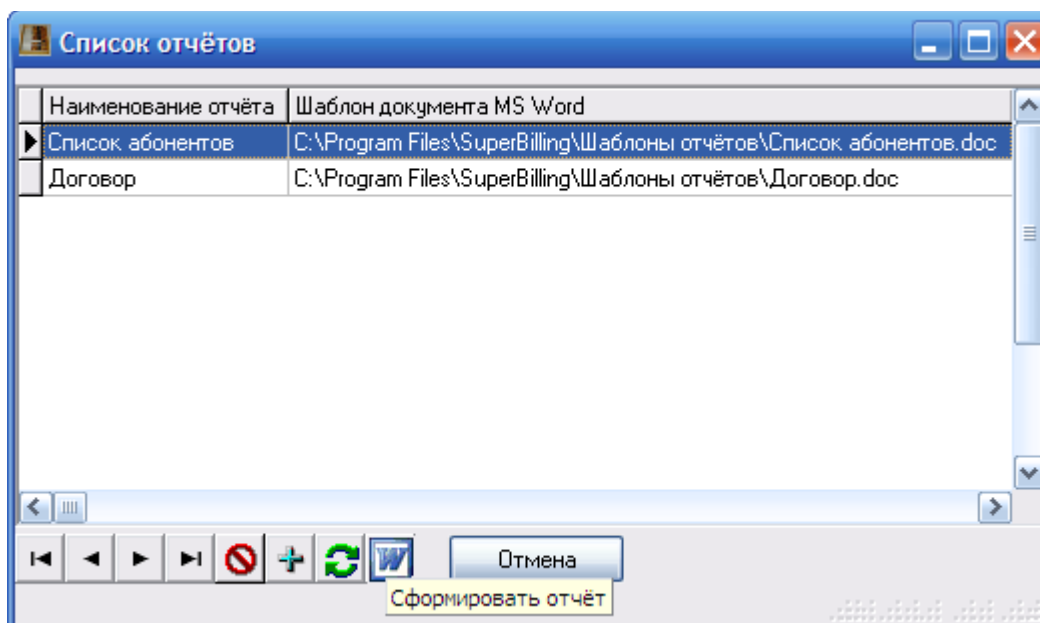 Список отчётов
Наименование отчёта Шаблон документа MS Word
Список абонентов C:\Program Files\SuperBilling\Шаблоны отчётов\Список абонентов.doc
Договор C:\Program Files\SuperBilling\Шаблоны отчётов\Договор.doc
W Отмена
Сформировать отчёт